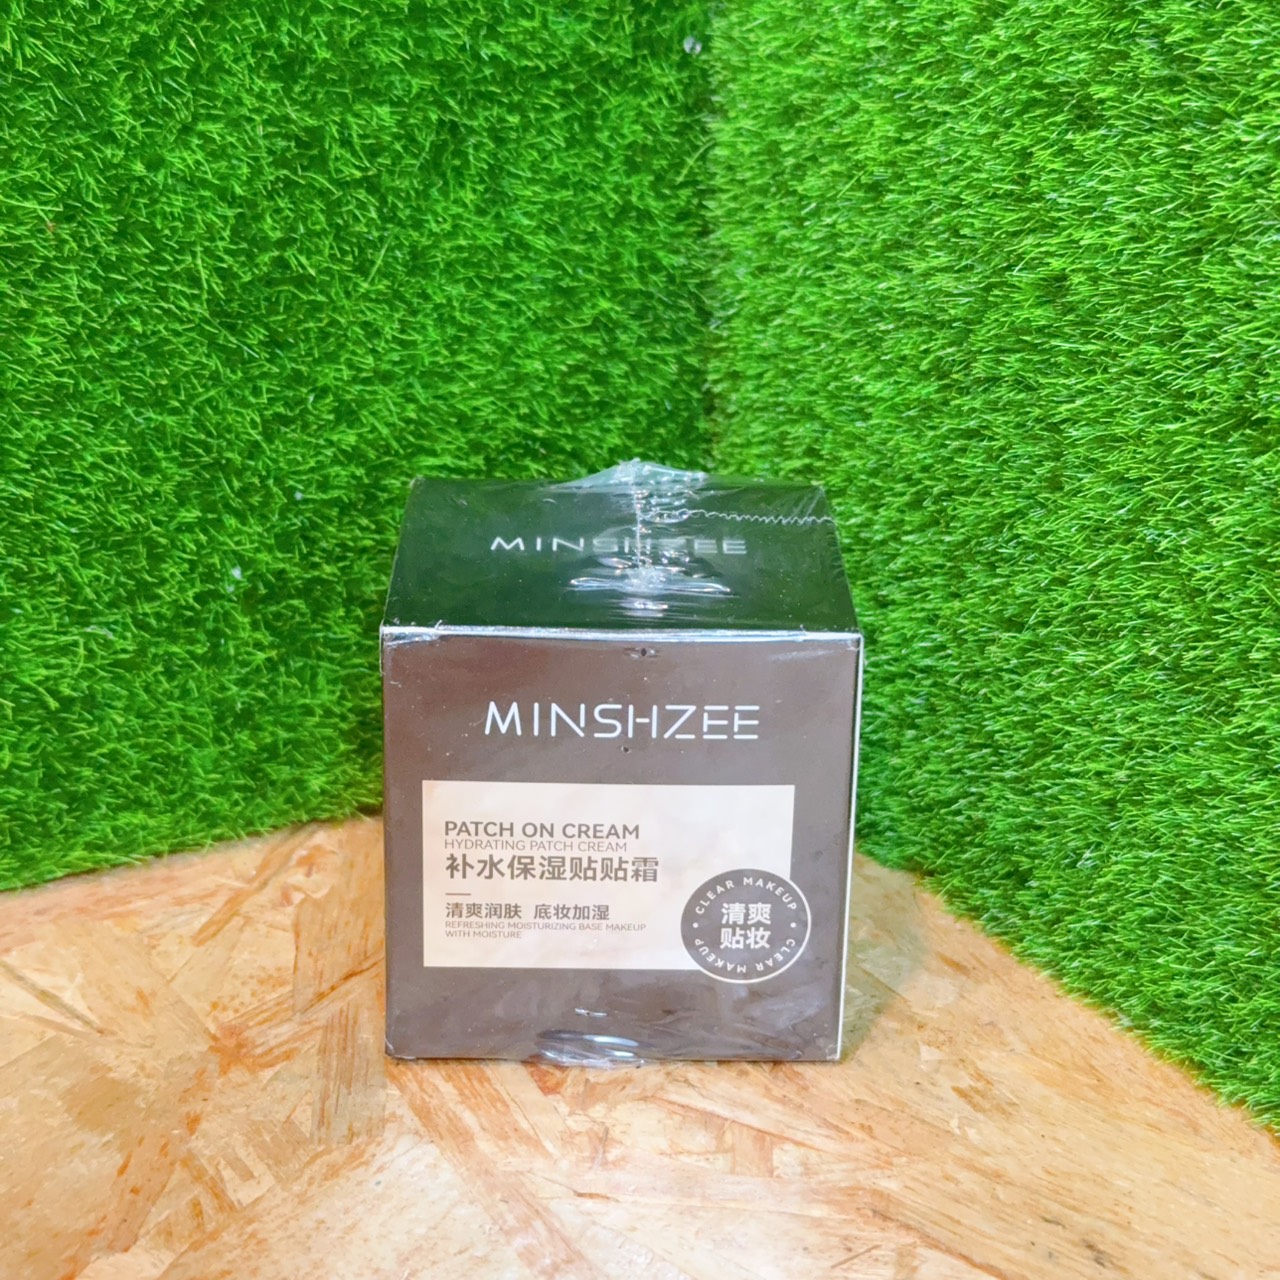 MINSHZEE
MINSHZEE
PATCH ON CREAM
HYDRATING PATCH CREAM
补水保湿贴贴霜
清爽润肤 底妆加湿
REFRESHING MOISTURIZING BASE MAKEUP
WITH MOISTURE
CLEAR MAKEUP
清爽
贴妆
CLEAR MAKEUP